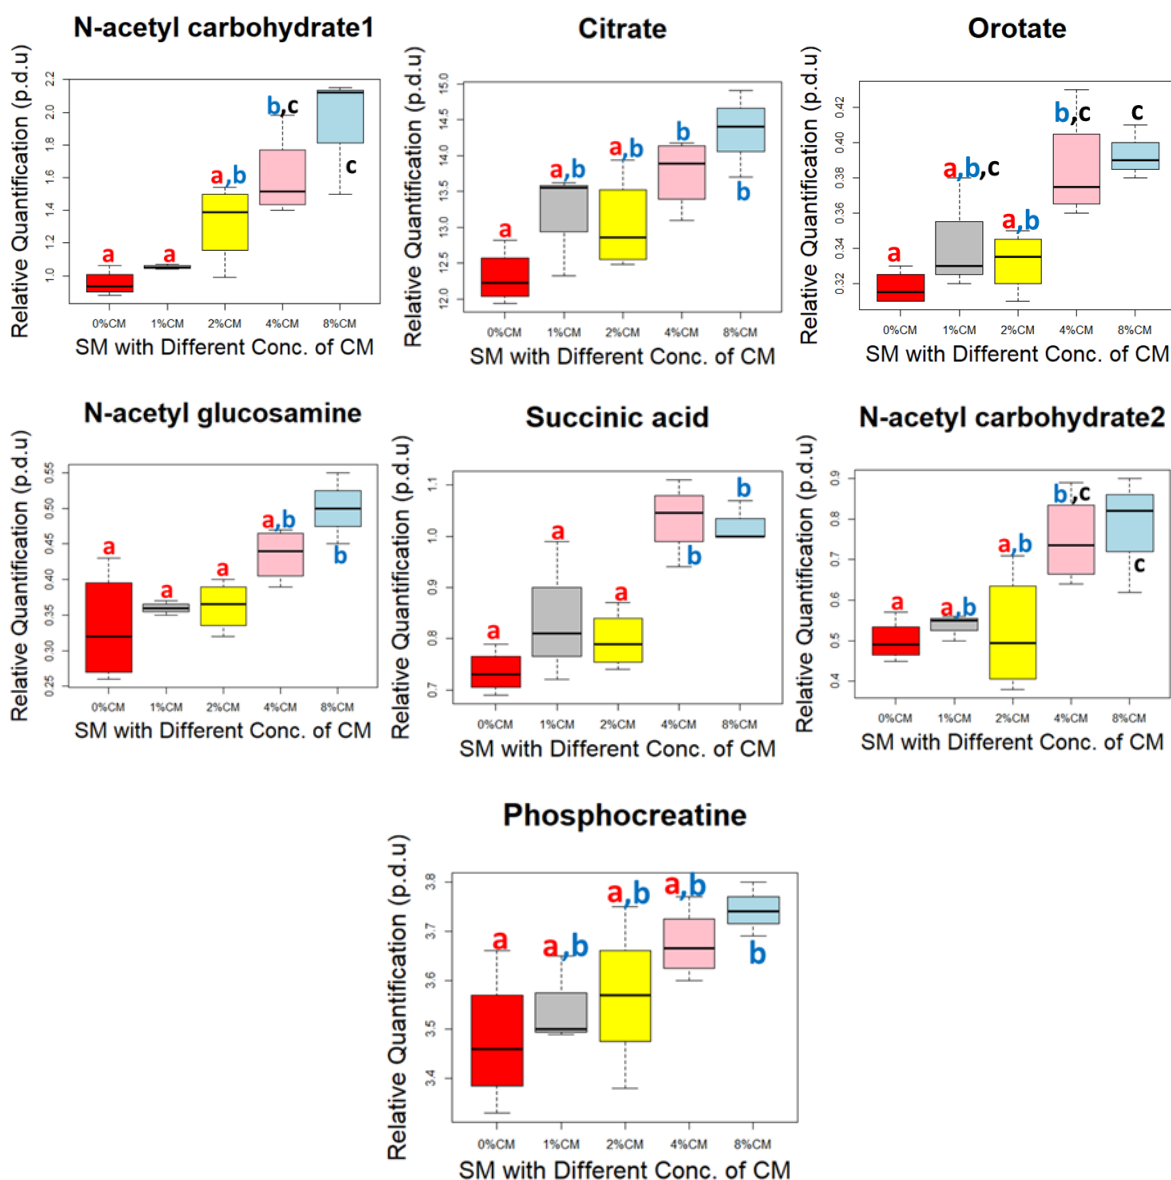 N-acetyl carbohydrate1
Relative Quantification (p.d.u)
2.2
2.0
1.8
1.6
1.4
1.2
1.0
a
a
a,b
b,c
c
0%CM 1%CM 2%CM 4%CM 8%CM
SM with Different Conc. of CM
Citrate
Relative Quantification (p.d.u)
15.0
14.5
14.0
13.5
13.0
12.5
12.0
a
a,b
a,b
b
b
0%CM 1%CM 2%CM 4%CM 8%CM
SM with Different Conc. of CM
Orotate
Relative Quantification (p.d.u)
0.42
0.40
0.38
0.36
0.34
0.32
a
a,b,c
a,b
b,c
c
0%CM 1%CM 2%CM 4%CM 8%CM
SM with Different Conc. of CM
N-acetyl glucosamine
Relative Quantification (p.d.u)
0.55
0.50
0.45
0.40
0.35
0.30
0.25
a
a
a
a,b
b
0%CM 1%CM 2%CM 4%CM 8%CM
SM with Different Conc. of CM
Succinic acid
Relative Quantification (p.d.u)
1.1
1.0
0.9
0.8
0.7
a
a
a
b
b
0%CM 1%CM 2%CM 4%CM 8%CM
SM with Different Conc. of CM
N-acetyl carbohydrate2
Relative Quantification (p.d.u)
0.9
0.8
0.7
0.6
0.5
0.4
a
a,b
a,b
b,c
c
0%CM 1%CM 2%CM 4%CM 8%CM
SM with Different Conc. of CM
Phosphocreatine
Relative Quantification (p.d.u)
3.8
3.7
3.6
3.5
3.4
a
a,b
a,b
a,b
b
0%CM 1%CM 2%CM 4%CM 8%CM
SM with Different Conc. of CM